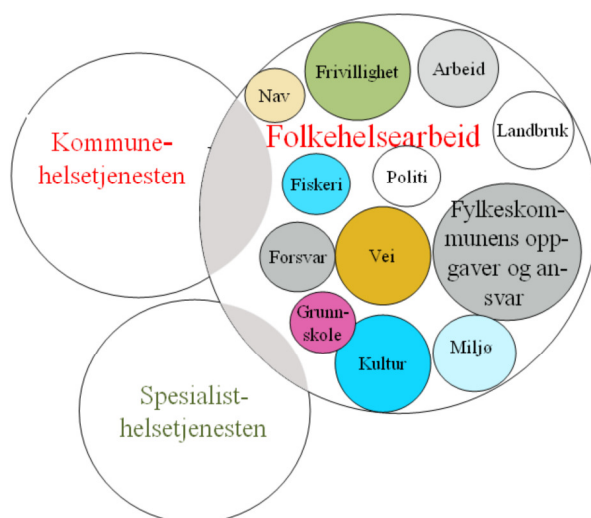 Frivillighet
Arbeid
Nav
Landbruk
Folkehelsearbeid
Kommune-
helsetjenesten
Fiskeri
Politi
Fylkeskom-
munens opp-
gaver og an-
svar
Forsvar
Vei
Grunn-
skole
Kultur
Miljø
Spesialist-
helsetjenesten